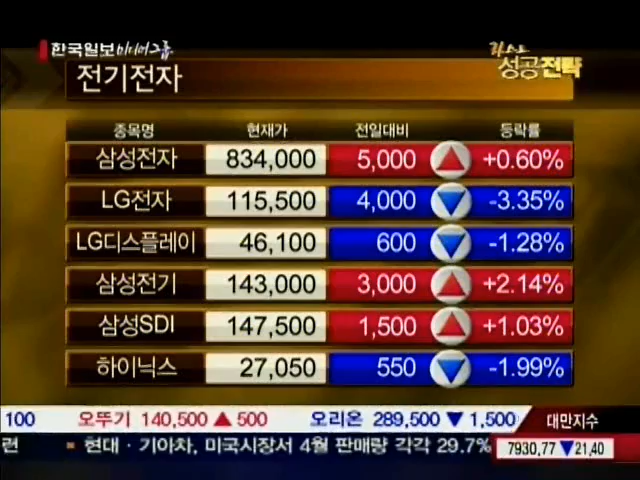 한국일보 미디어그룹
성공전략
전기전자
종목명 현재가 전일대비 등락률
삼성전자 834,000 5,000 ▲ +0.60%
LG전자 115,500 4,000 ▼ -3.35%
LG디스플레이 46,100 600 ▼ -1.28%
삼성전기 143,000 3,000 ▲ +2.14%
삼성SDI 147,500 1,500 ▲ +1.03%
하이닉스 27,050 550 ▼ -1.99%
100 오뚜기 140,500 ▲ 500 오리온 289,500 ▼ 1,500 대만지수
런 현대·기아차, 미국시장서 4월 판매량 각각 29.7% 7930,77 ▼21,40